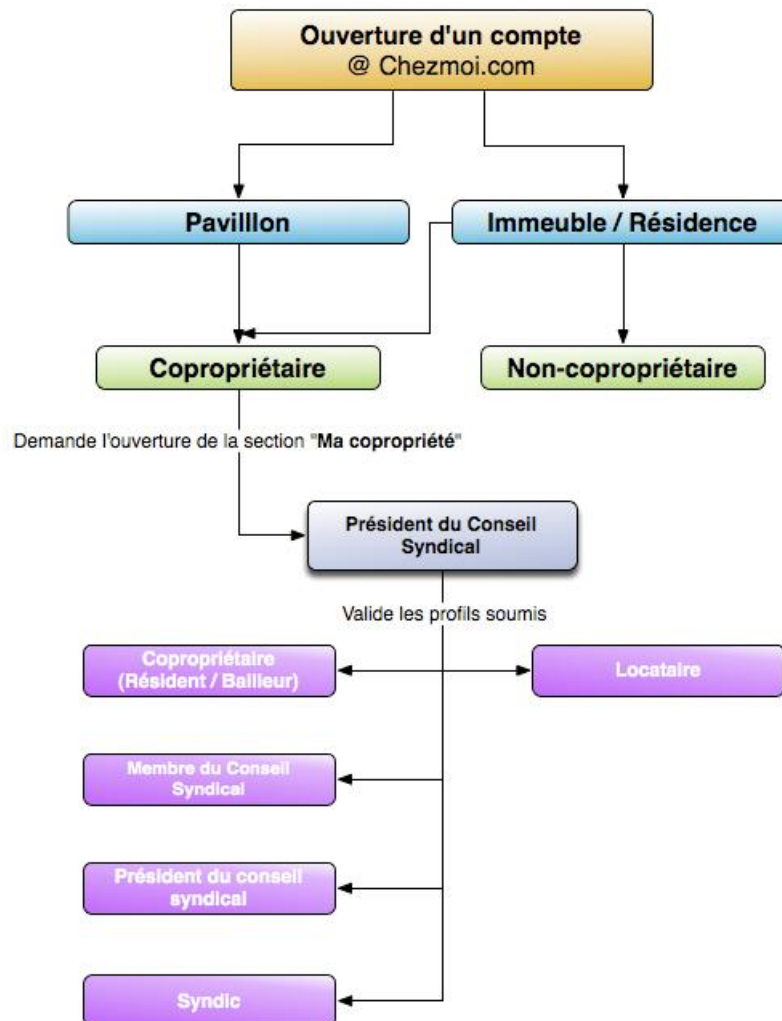 Ouverture d'un compte
@ Chezmoi.com
Pavilllon
Immeuble / Résidence
Copropriétaire
Non-copropriétaire
Demande l'ouverture de la section "Ma copropriété"
Président du Conseil
Syndical
Valide les profils soumis
Copropriétaire
(Résident / Bailleur)
Locataire
Membre du Conseil
Syndical
Président du conseil
syndical
Syndic